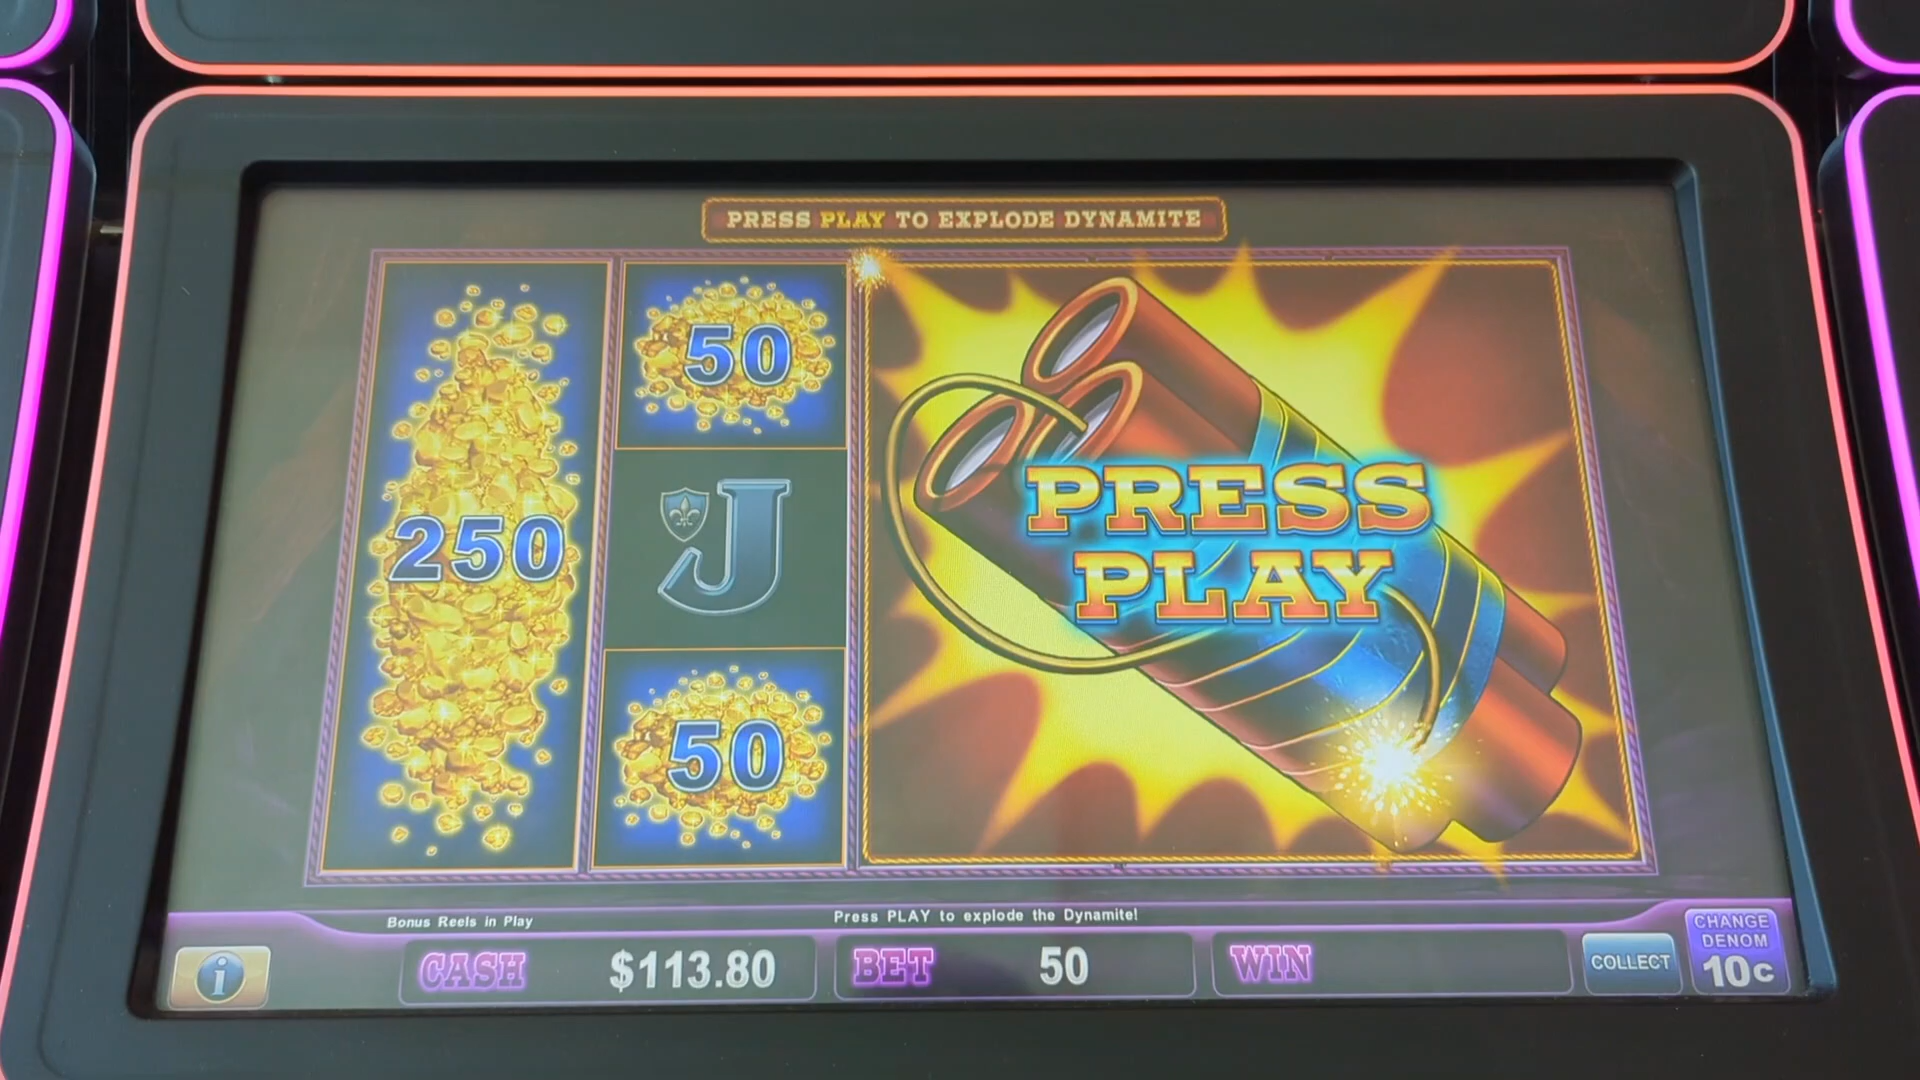 PRESS PLAY TO EXPLODE DYNAMITE
50
J
250
50
PRESS
PLAY
Bonus Reels in Play
Press PLAY to explode the Dynamite!
CASH $113.80
BET 50
WIN
COLLECT
CHANGE
DENOM
10c
i